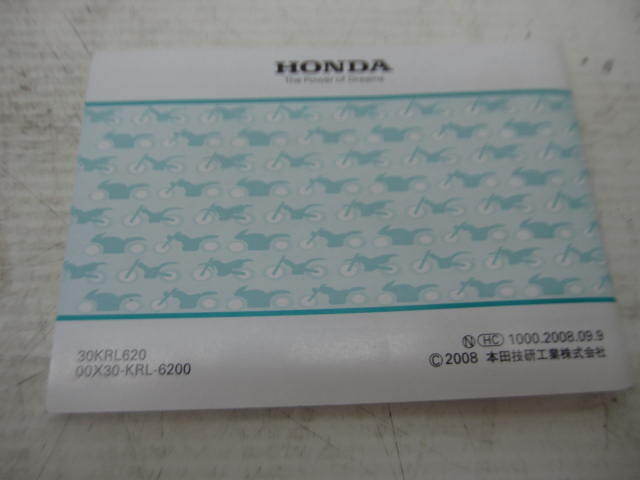 HONDA
The Power of Dreams
30KRL620
00X30-KRL-6200
Ⓝ HC 1000.2008.09.9
©2008 本田技研工業株式会社